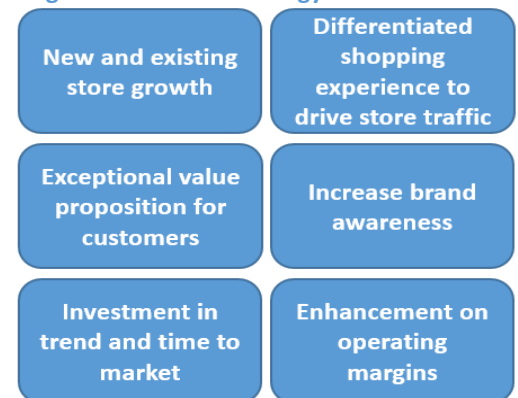 New and existing
store growth
Differentiated
shopping
experience to
drive store traffic
Exceptional value
proposition for
customers
Increase brand
awareness
Investment in
trend and time to
market
Enhancement on
operating
margins